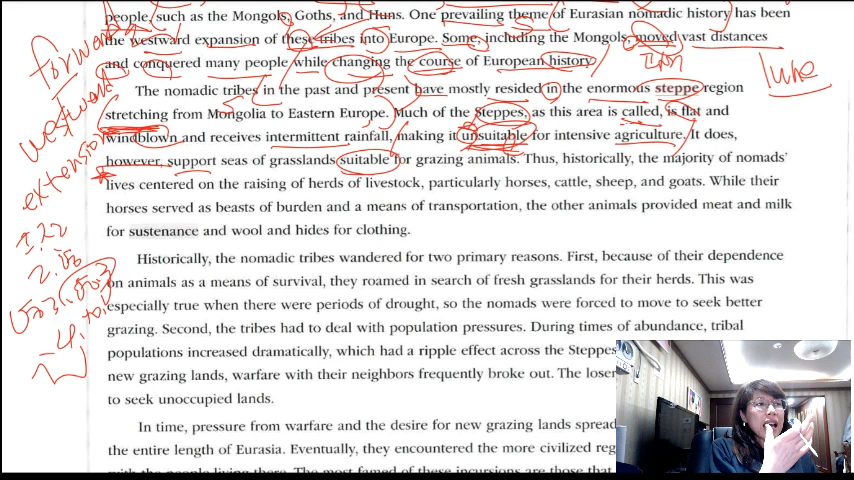 people, such as the Mongols, Goths, and Huns. One prevailing theme of Eurasian nomadic history has been
the westward expansion of these tribes into Europe. Some, including the Mongols, moved vast distances
and conquered many people while changing the course of European history.
The nomadic tribes in the past and present have mostly resided in the enormous steppe region
stretching from Mongolia to Eastern Europe. Much of the Steppes, as this area is called, is flat and
windblown and receives intermittent rainfall, making it unsuitable for intensive agriculture. It does,
however, support seas of grasslands suitable for grazing animals. Thus, historically, the majority of nomads'
lives centered on the raising of herds of livestock, particularly horses, cattle, sheep, and goats. While their
horses served as beasts of burden and a means of transportation, the other animals provided meat and milk
for sustenance and wool and hides for clothing.
Historically, the nomadic tribes wandered for two primary reasons. First, because of their dependence
on animals as a means of survival, they roamed in search of fresh grasslands for their herds. This was
especially true when there were periods of drought, so the nomads were forced to move to seek better
grazing. Second, the tribes had to deal with population pressures. During times of abundance, tribal
populations increased dramatically, which had a ripple effect across the Steppes
new grazing lands, warfare with their neighbors frequently broke out. The loser
to seek unoccupied lands.
In time, pressure from warfare and the desire for new grazing lands spread
the entire length of Eurasia. Eventually, they encountered the more civilized reg
with the people living there. The most famed of these incursions are those that
forward
westward
extension